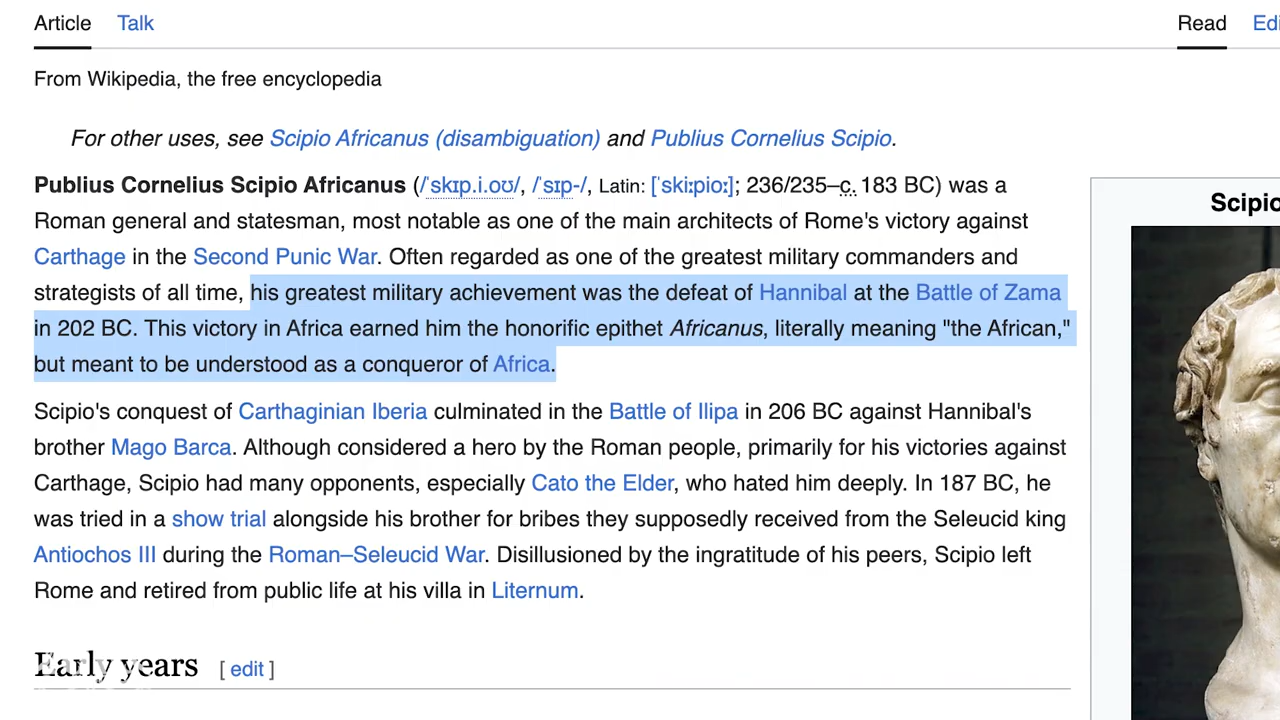 Article Talk Read
From Wikipedia, the free encyclopedia
For other uses, see Scipio Africanus (disambiguation) and Publius Cornelius Scipio.
Publius Cornelius Scipio Africanus (/ˈskɪp.i.oʊ/, /ˈsɪp-/, Latin: [ˈskiːpioː]; 236/235–c. 183 BC) was a
Roman general and statesman, most notable as one of the main architects of Rome's victory against
Carthage in the Second Punic War. Often regarded as one of the greatest military commanders and
strategists of all time, his greatest military achievement was the defeat of Hannibal at the Battle of Zama
in 202 BC. This victory in Africa earned him the honorific epithet Africanus, literally meaning "the African,"
but meant to be understood as a conqueror of Africa.
Scipio's conquest of Carthaginian Iberia culminated in the Battle of Ilipa in 206 BC against Hannibal's
brother Mago Barca. Although considered a hero by the Roman people, primarily for his victories against
Carthage, Scipio had many opponents, especially Cato the Elder, who hated him deeply. In 187 BC, he
was tried in a show trial alongside his brother for bribes they supposedly received from the Seleucid king
Antiochos III during the Roman–Seleucid War. Disillusioned by the ingratitude of his peers, Scipio left
Rome and retired from public life at his villa in Liternum.
Early years [ edit ]
Scipio